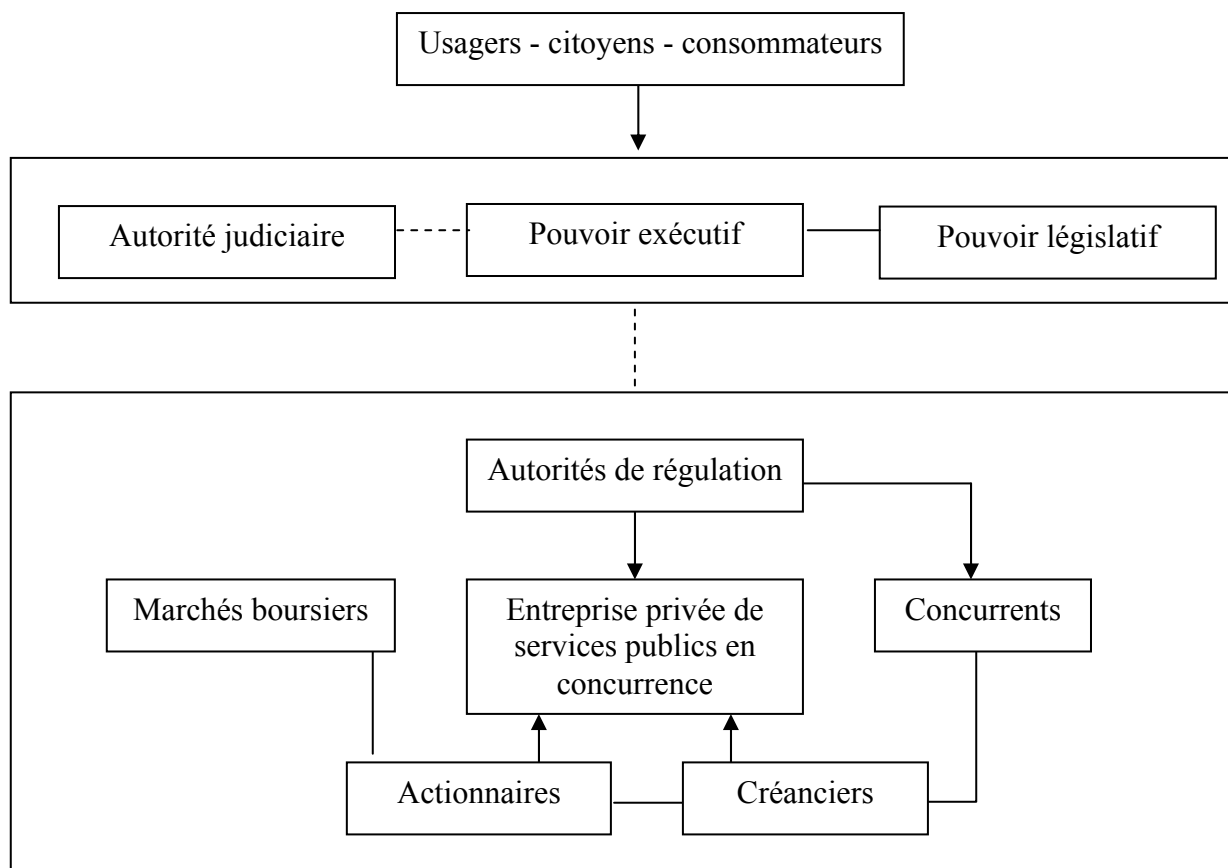 Usagers - citoyens - consommateurs
Autorité judiciaire
Pouvoir exécutif
Pouvoir législatif
Autorités de régulation
Marchés boursiers
Entreprise privée de
services publics en
concurrence
Concurrents
Actionnaires
Créanciers